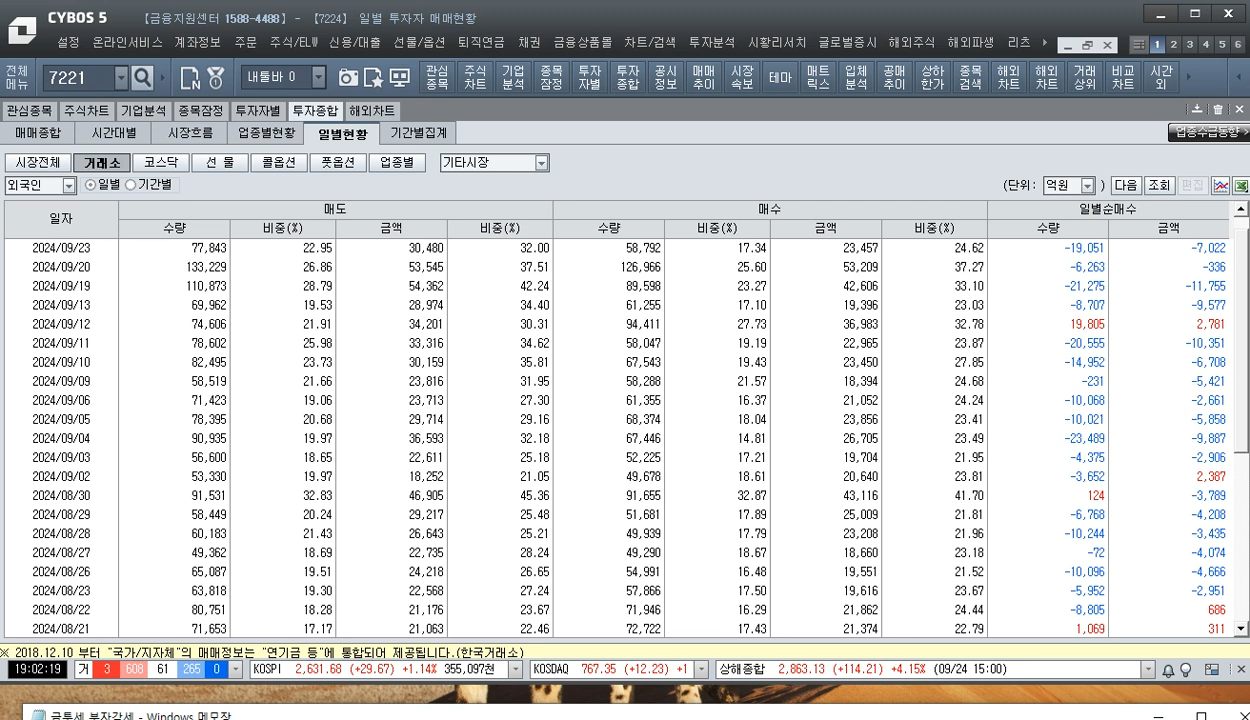 CYBOS 5 【금융지원센터 1588-4488】 - 【7224】 일별 투자자 매매현황
설정 온라인서비스 계좌정보 주문 주식/ELW 신용/대출 선물/옵션 퇴직연금 채권 금융상품몰 차트/검색 투자분석 시황리서치 글로벌증시 해외주식 해외파생 리츠 1 2 3 4 5 6
전체메뉴 7221 내툴바 0 관심종목 주식차트 기업분석 종목잠정 투자자별 투자종합 공시정보 매매추이 시장속보 테마 매트릭스 입체분석 공매추이 상하한가 종목검색 해외차트 해외차트 거래상위 비교차트 시간외
관심종목 주식차트 기업분석 종목잠정 투자자별 투자종합 해외차트
매매종합 시간대별 시장흐름 업종별현황 일별현황 기간별집계 업종수급동향
시장전체 거래소 코스닥 선 물 콜옵션 풋옵션 업종별 기타시장
외국인 일별 기간별 (단위: 억원 ) 다음 조회 편집
일자 매도 매수 일별순매수
수량 비중(%) 금액 비중(%) 수량 비중(%) 금액 비중(%) 수량 금액
2024/09/23 77,843 22.95 30,480 32.00 58,792 17.34 23,457 24.62 -19,051 -7,022
2024/09/20 133,229 26.86 53,545 37.51 126,966 25.60 53,209 37.27 -6,263 -336
2024/09/19 110,873 28.79 54,362 42.24 89,598 23.27 42,606 33.10 -21,275 -11,755
2024/09/13 69,962 19.53 28,974 34.40 61,255 17.10 19,396 23.03 -8,707 -9,577
2024/09/12 74,606 21.91 34,201 30.31 94,411 27.73 36,983 32.78 19,805 2,781
2024/09/11 78,602 25.98 33,316 34.62 58,047 19.19 22,965 23.87 -20,555 -10,351
2024/09/10 82,495 23.73 30,159 35.81 67,543 19.43 23,450 27.85 -14,952 -6,708
2024/09/09 58,519 21.66 23,816 31.95 58,288 21.57 18,394 24.68 -231 -5,421
2024/09/06 71,423 19.06 23,713 27.30 61,355 16.37 21,052 24.24 -10,068 -2,661
2024/09/05 78,395 20.68 29,714 29.16 68,374 18.04 23,856 23.41 -10,021 -5,858
2024/09/04 90,935 19.97 36,593 32.18 67,446 14.81 26,705 23.49 -23,489 -9,887
2024/09/03 56,600 18.65 22,611 25.18 52,225 17.21 19,704 21.95 -4,375 -2,906
2024/09/02 53,330 19.97 18,252 21.05 49,678 18.61 20,640 23.81 -3,652 2,387
2024/08/30 91,531 32.83 46,905 45.36 91,655 32.87 43,116 41.70 124 -3,789
2024/08/29 58,449 20.24 29,217 25.48 51,681 17.89 25,009 21.81 -6,768 -4,208
2024/08/28 60,183 21.43 26,643 25.21 49,939 17.79 23,208 21.96 -10,244 -3,435
2024/08/27 49,362 18.69 22,735 28.24 49,290 18.67 18,660 23.18 -72 -4,074
2024/08/26 65,087 19.51 24,218 26.65 54,991 16.48 19,551 21.52 -10,096 -4,666
2024/08/23 63,818 19.30 22,568 27.24 57,866 17.50 19,616 23.67 -5,952 -2,951
2024/08/22 80,751 18.28 21,176 23.67 71,946 16.29 21,862 24.44 -8,805 686
2024/08/21 71,653 17.17 21,063 22.46 72,722 17.43 21,374 22.79 1,069 311
※ 2018.12.10 부터 "국가/지자체"의 매매정보는 "연기금 등"에 통합되어 제공됩니다.(한국거래소)
19:02:19 거 3 608 61 265 0 KOSPI 2,631.68 (+29.67) +1.14% 355,097천 KOSDAQ 767.35 (+12.23) +1 상해종합 2,863.13 (+114.21) +4.15% (09/24 15:00)
금투세 부자감세 - Windows 메모장